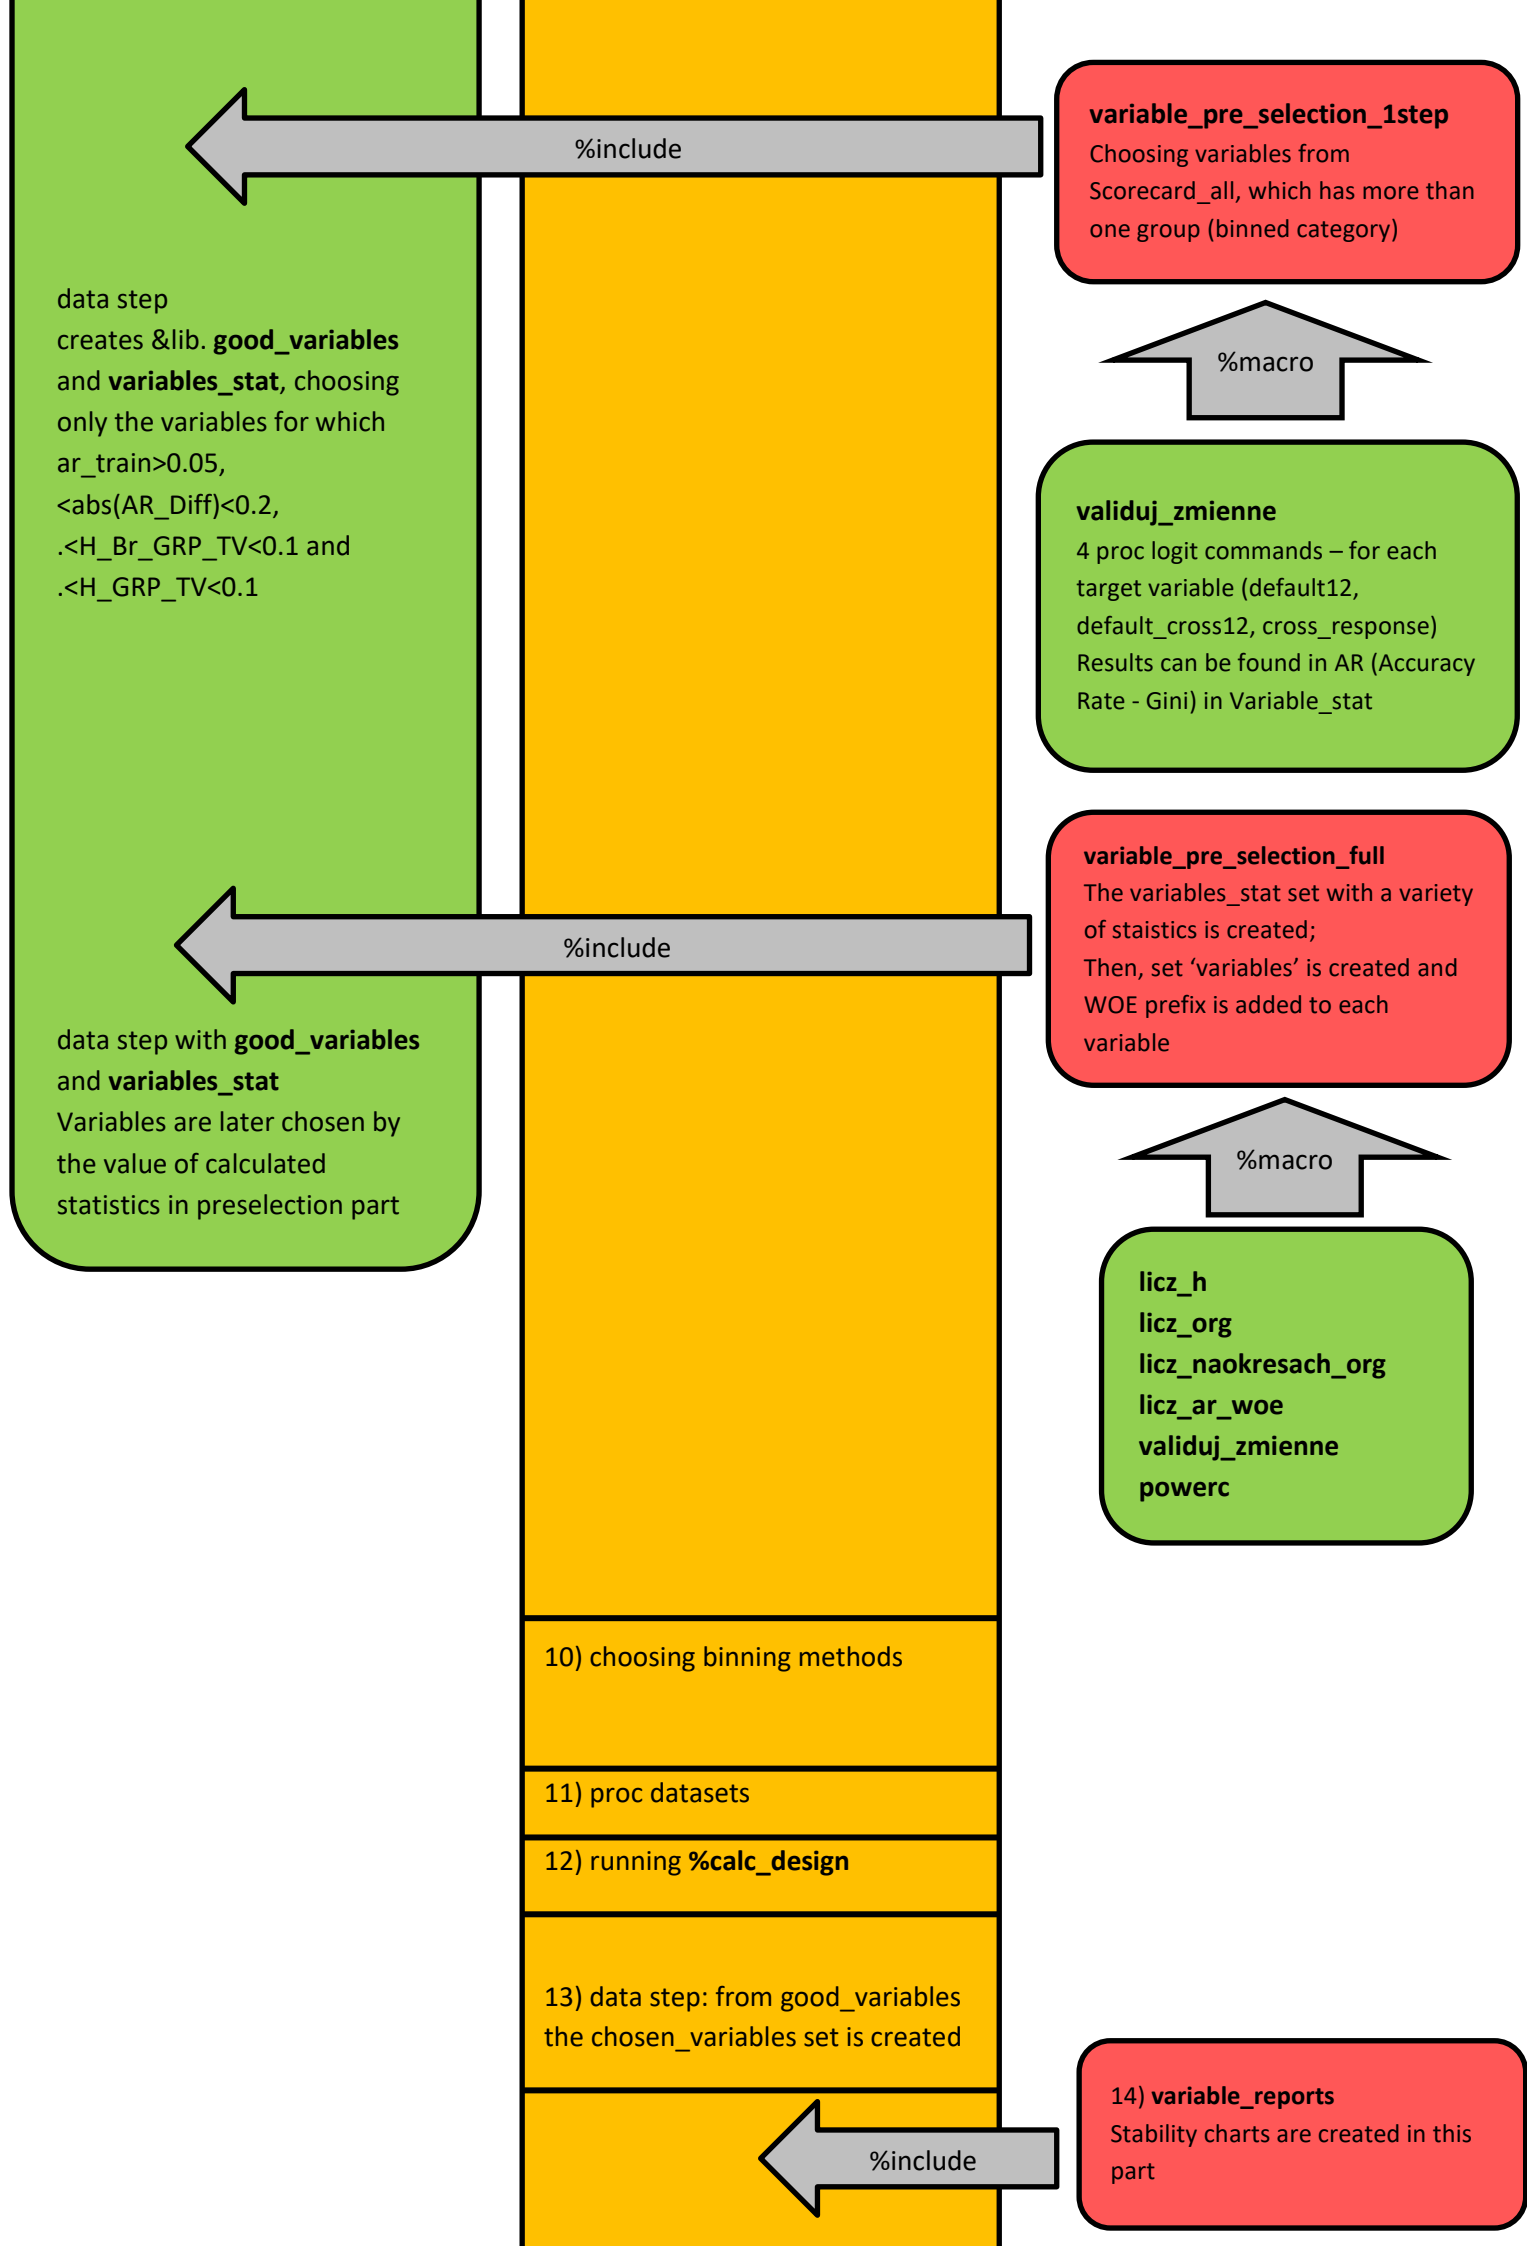 %include
variable_pre_selection_1step
Choosing variables from
Scorecard_all, which has more than
one group (binned category)
data step
creates &lib. good_variables
and variables_stat, choosing
only the variables for which
ar_train>0.05,
<abs(AR_Diff)<0.2,
.<H_Br_GRP_TV<0.1 and
.<H_GRP_TV<0.1
%macro
validuj_zmienne
4 proc logit commands – for each
target variable (default12,
default_cross12, cross_response)
Results can be found in AR (Accuracy
Rate - Gini) in Variable_stat
variable_pre_selection_full
The variables_stat set with a variety
of staistics is created;
Then, set ‘variables’ is created and
WOE prefix is added to each
variable
%include
data step with good_variables
and variables_stat
Variables are later chosen by
the value of calculated
statistics in preselection part
%macro
licz_h
licz_org
licz_naokresach_org
licz_ar_woe
validuj_zmienne
powerc
10) choosing binning methods
11) proc datasets
12) running %calc_design
13) data step: from good_variables
the chosen_variables set is created
14) variable_reports
Stability charts are created in this
part
%include